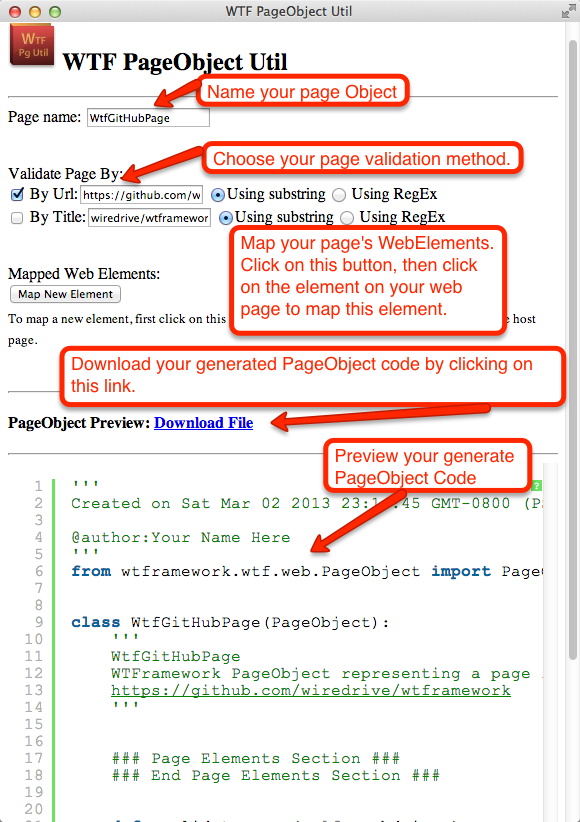 WTF PageObject Util
WTF
Pg Util
WTF PageObject Util
Name your page Object
Page name: WtfGitHubPage
Choose your page validation method.
Validate Page By:
By Url: https://github.com/w Using substring Using RegEx
By Title: wiredrive/wtframewor Using substring Using RegEx
Map your page's WebElements.
Click on this button, then click
on the element on your web
page to map this element.
Mapped Web Elements:
Map New Element
To map a new element, first click on this
host
page.
Download your generated PageObject code by clicking on
this link.
PageObject Preview: Download File
Preview your generate
PageObject Code
?
1 '''
2 Created on Sat Mar 02 2013 23:1 :45 GMT-0800 (P
3
4 @author:Your Name Here
5 '''
6 from wtframework.wtf.web.PageObject import Page
7
8
9 class WtfGitHubPage(PageObject):
10 '''
11 WtfGitHubPage
12 WTFramework PageObject representing a page
13 https://github.com/wiredrive/wtframework
14 '''
15
16
17 ### Page Elements Section ###
18 ### End Page Elements Section ###
19
20